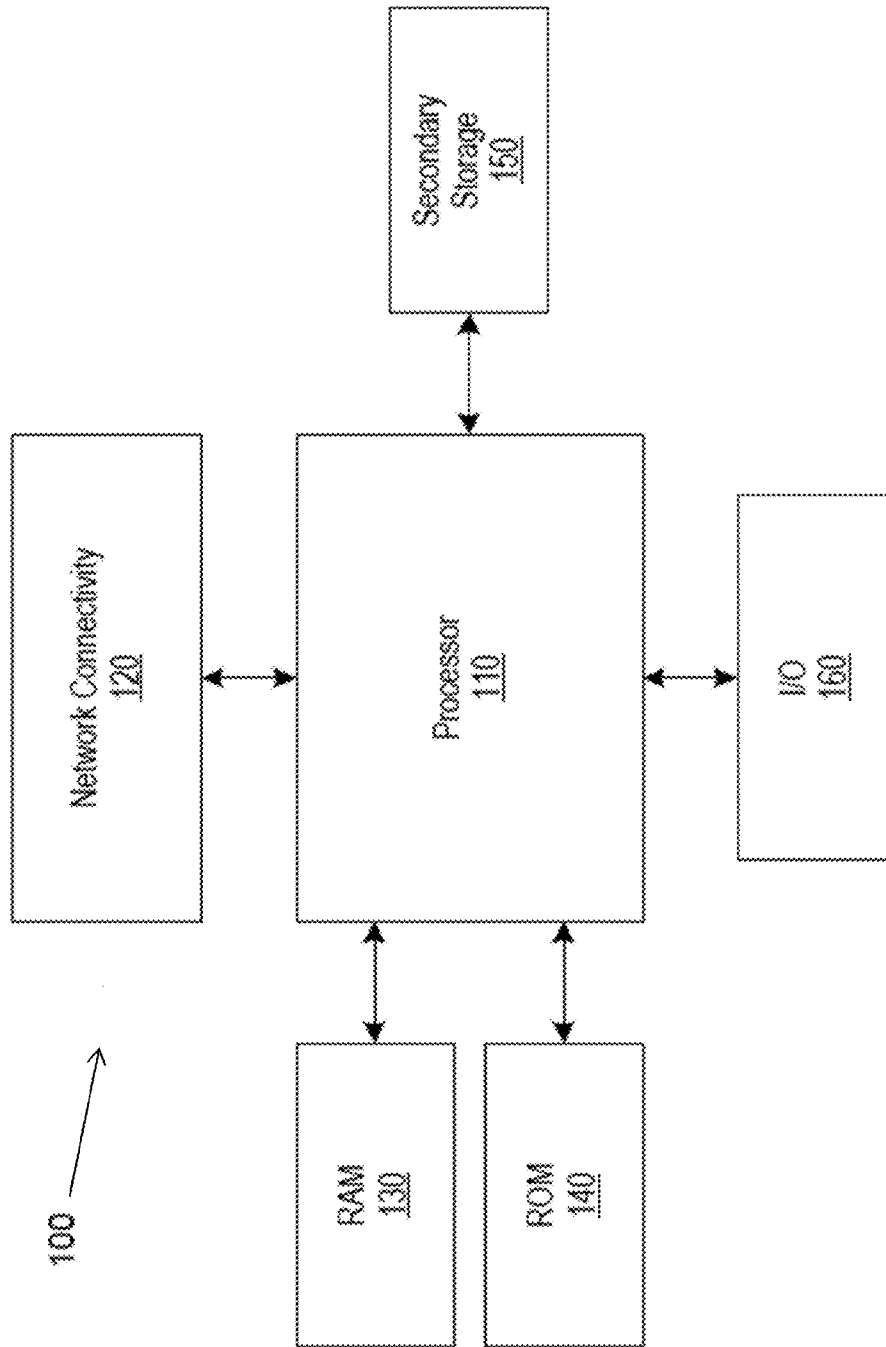 100
Network Connectivity
120
RAM
130
ROM
140
Processor
110
Secondary
Storage
150
I/O
160